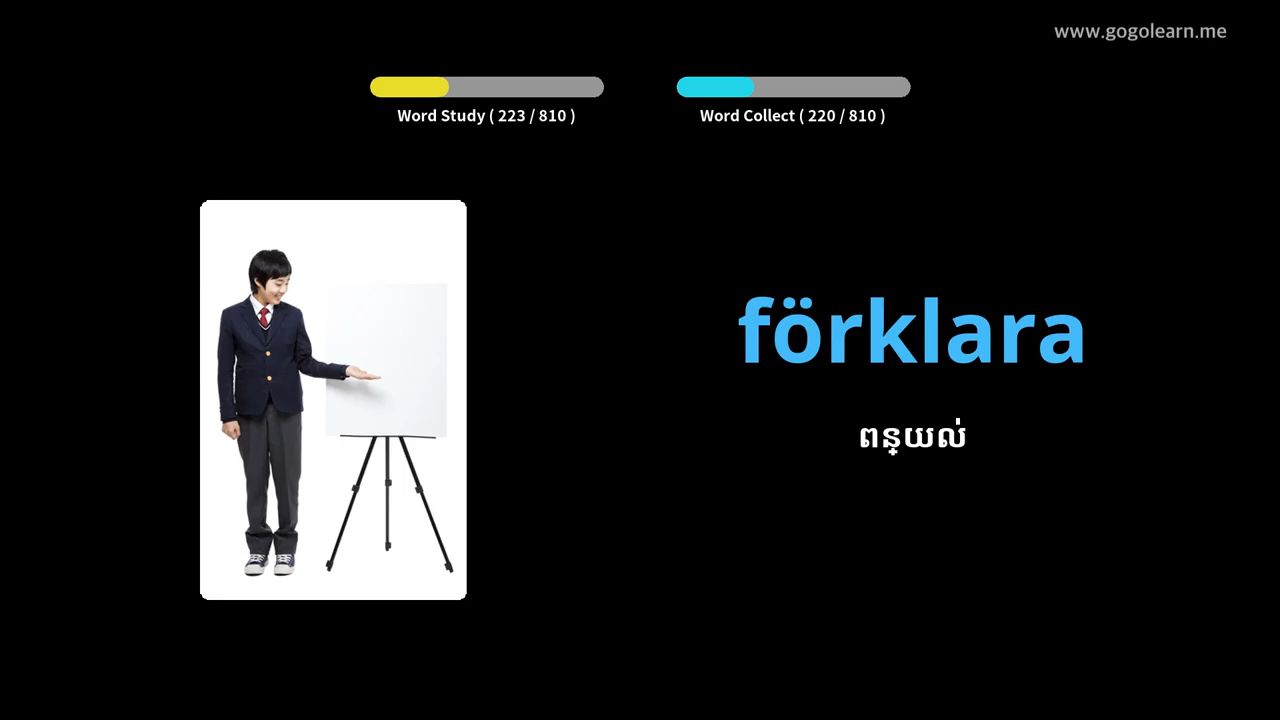 www.gogolearn.me
Word Study ( 223 / 810 )
Word Collect ( 220 / 810 )
förklara
ពន្យល់